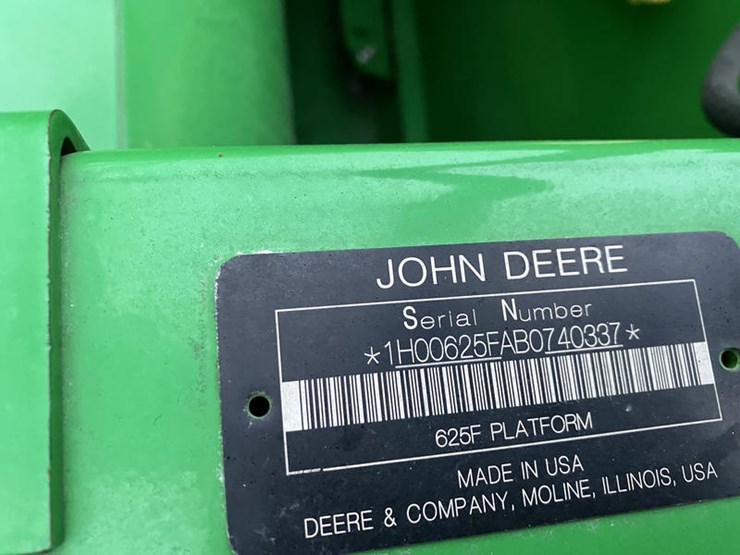 JOHN DEERE
Serial Number
*1H00625FAB0740337*
625F PLATFORM
MADE IN USA
DEERE & COMPANY, MOLINE, ILLINOIS, USA